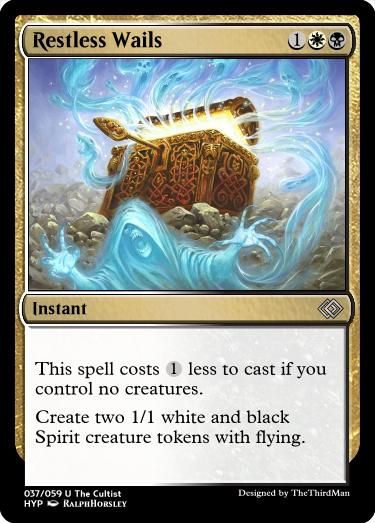 Restless Wails 1
Instant
This spell costs 1 less to cast if you
control no creatures.
Create two 1/1 white and black
Spirit creature tokens with flying.
037/059 U The Cultist
HYP RALPHHORSLEY
Designed by TheThirdMan